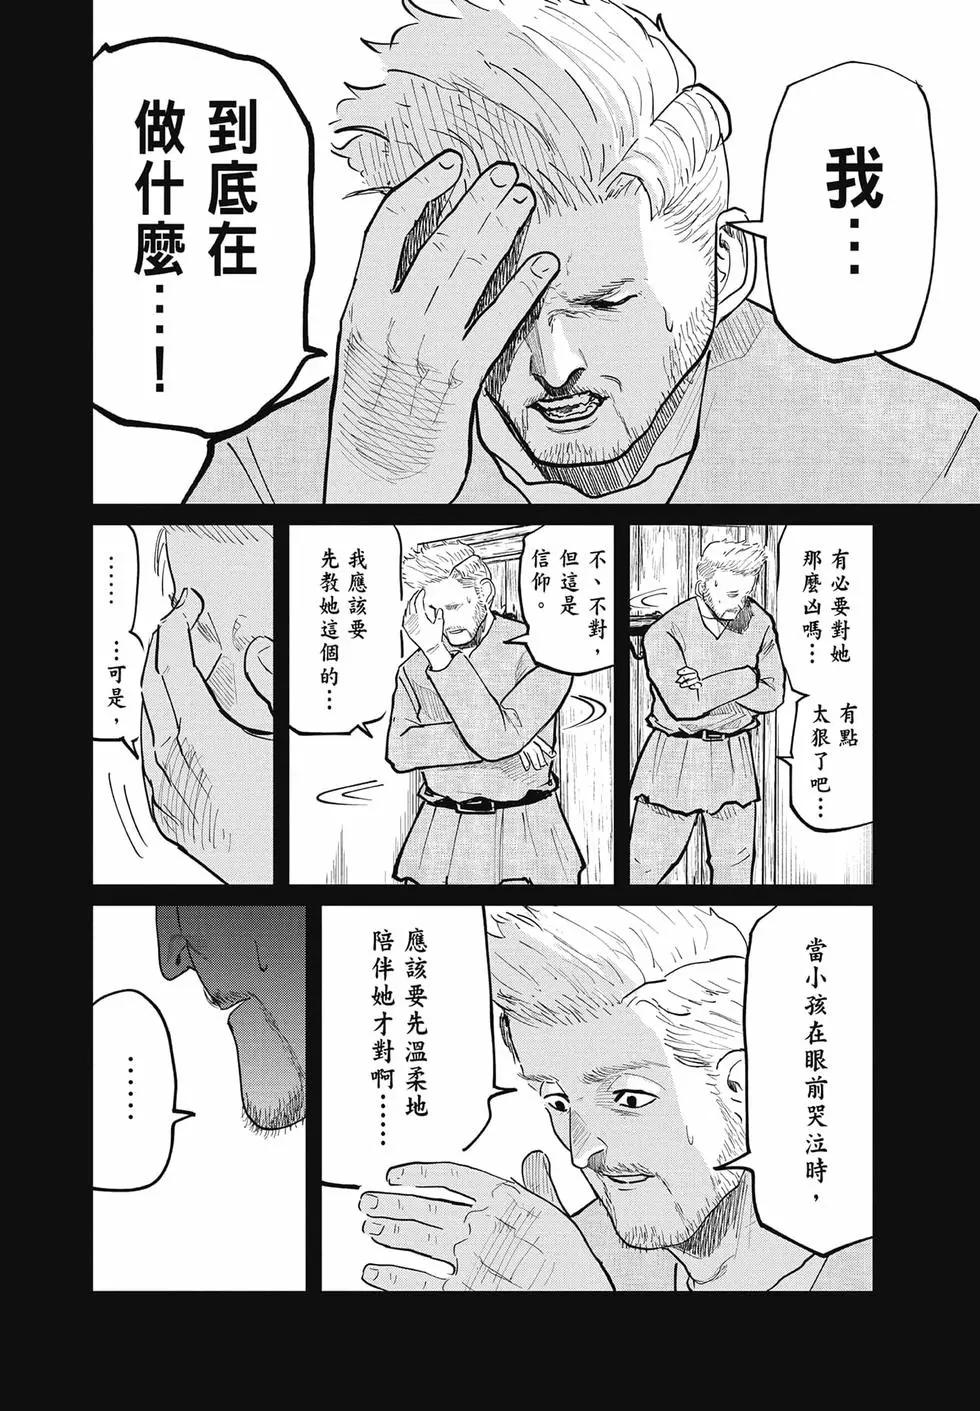 我…
到底在
做什麼……！
有必要對她
那麼凶嗎…
有點
太狠了吧…
不、不對，
但這是
信仰。
我應該要
先教她這個的…
……
…可是，
當小孩在眼前哭泣時，
應該要先溫柔地
陪伴她才對啊……
……